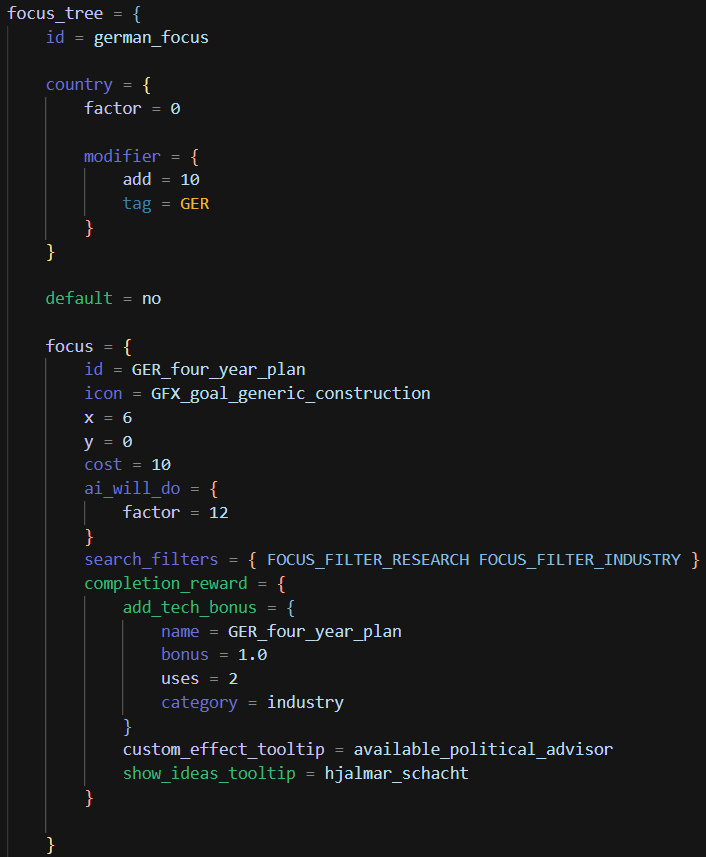 focus_tree = {
    id = german_focus

    country = {
        factor = 0

        modifier = {
            add = 10
            tag = GER
        }
    }

    default = no

    focus = {
        id = GER_four_year_plan
        icon = GFX_goal_generic_construction
        x = 6
        y = 0
        cost = 10
        ai_will_do = {
            factor = 12
        }
        search_filters = { FOCUS_FILTER_RESEARCH FOCUS_FILTER_INDUSTRY }
        completion_reward = {
            add_tech_bonus = {
                name = GER_four_year_plan
                bonus = 1.0
                uses = 2
                category = industry
            }
            custom_effect_tooltip = available_political_advisor
            show_ideas_tooltip = hjalmar_schacht
        }

    }